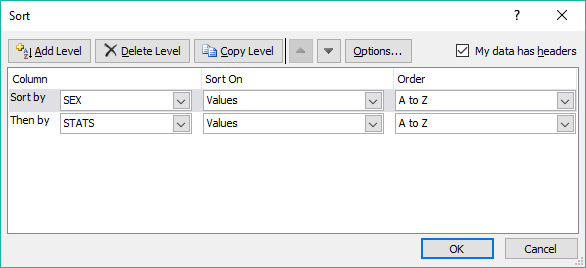 Sort
?
Add Level Delete Level Copy Level Options... My data has headers
Column Sort On Order
Sort by SEX Values A to Z
Then by STATS Values A to Z
OK Cancel